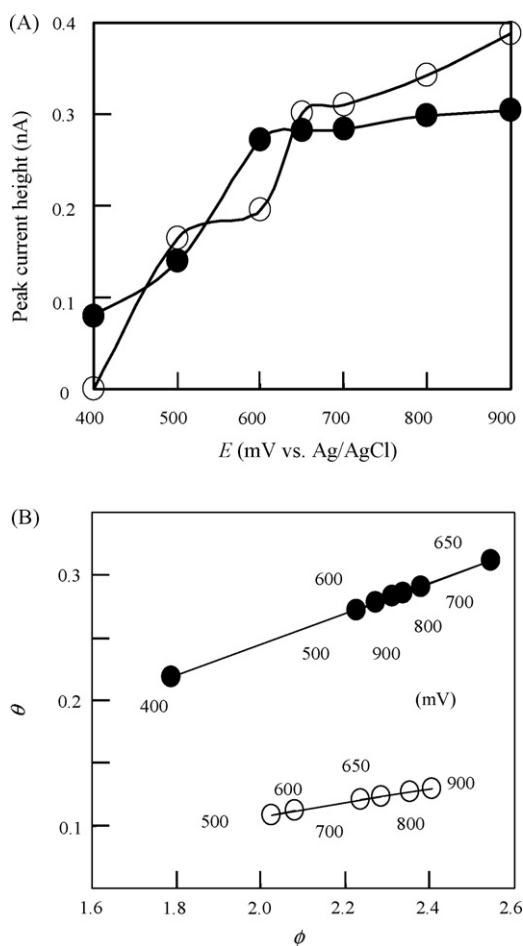 (A)
0.4
0.3
0.2
0.1
0
Peak current height (nA)
400 500 600 700 800 900
E (mV vs. Ag/AgCl)
(B)
0.3
0.2
0.1
θ
650
600
700
800
500 900
400
(mV)
650
900
600
500
700 800
1.6 1.8 2.0 2.2 2.4 2.6
ϕ